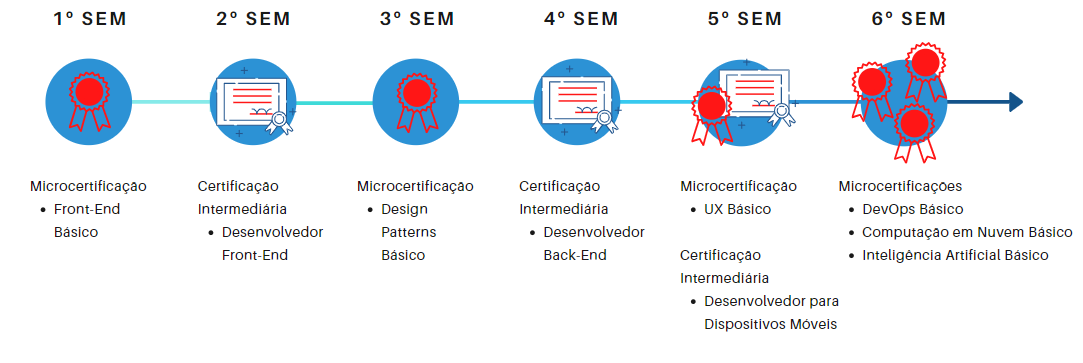 1º SEM
2º SEM
3º SEM
4º SEM
5º SEM
6º SEM
Microcertificação
• Front-End
Básico
Certificação
Intermediária
• Desenvolvedor
Front-End
Microcertificação
• Design
Patterns
Básico
Certificação
Intermediária
• Desenvolvedor
Back-End
Microcertificação
• UX Básico
Certificação
Intermediária
• Desenvolvedor para
Dispositivos Móveis
Microcertificações
• DevOps Básico
• Computação em Nuvem Básico
• Inteligência Artificial Básico